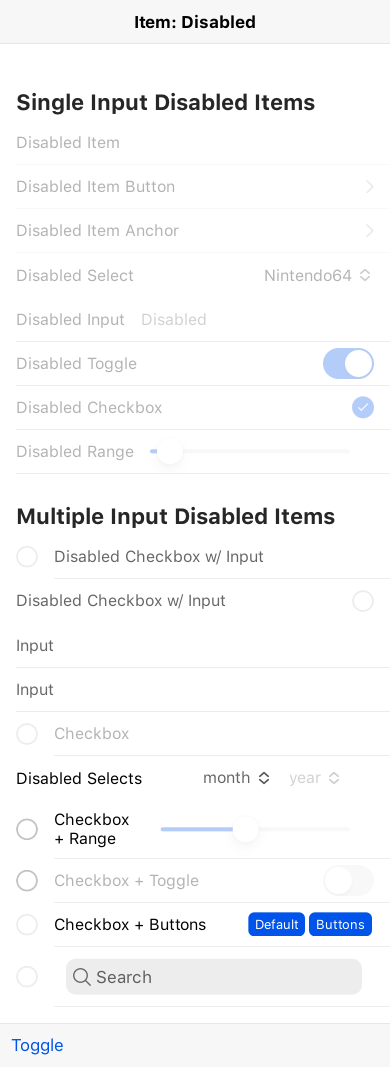 Item: Disabled
Single Input Disabled Items
Disabled Item
Disabled Item Button
Disabled Item Anchor
Disabled Select Nintendo64
Disabled Input Disabled
Disabled Toggle
Disabled Checkbox
Disabled Range
Multiple Input Disabled Items
Disabled Checkbox w/ Input
Disabled Checkbox w/ Input
Input
Input
Checkbox
Disabled Selects month year
Checkbox
+ Range
Checkbox + Toggle
Checkbox + Buttons Default Buttons
Search
Toggle